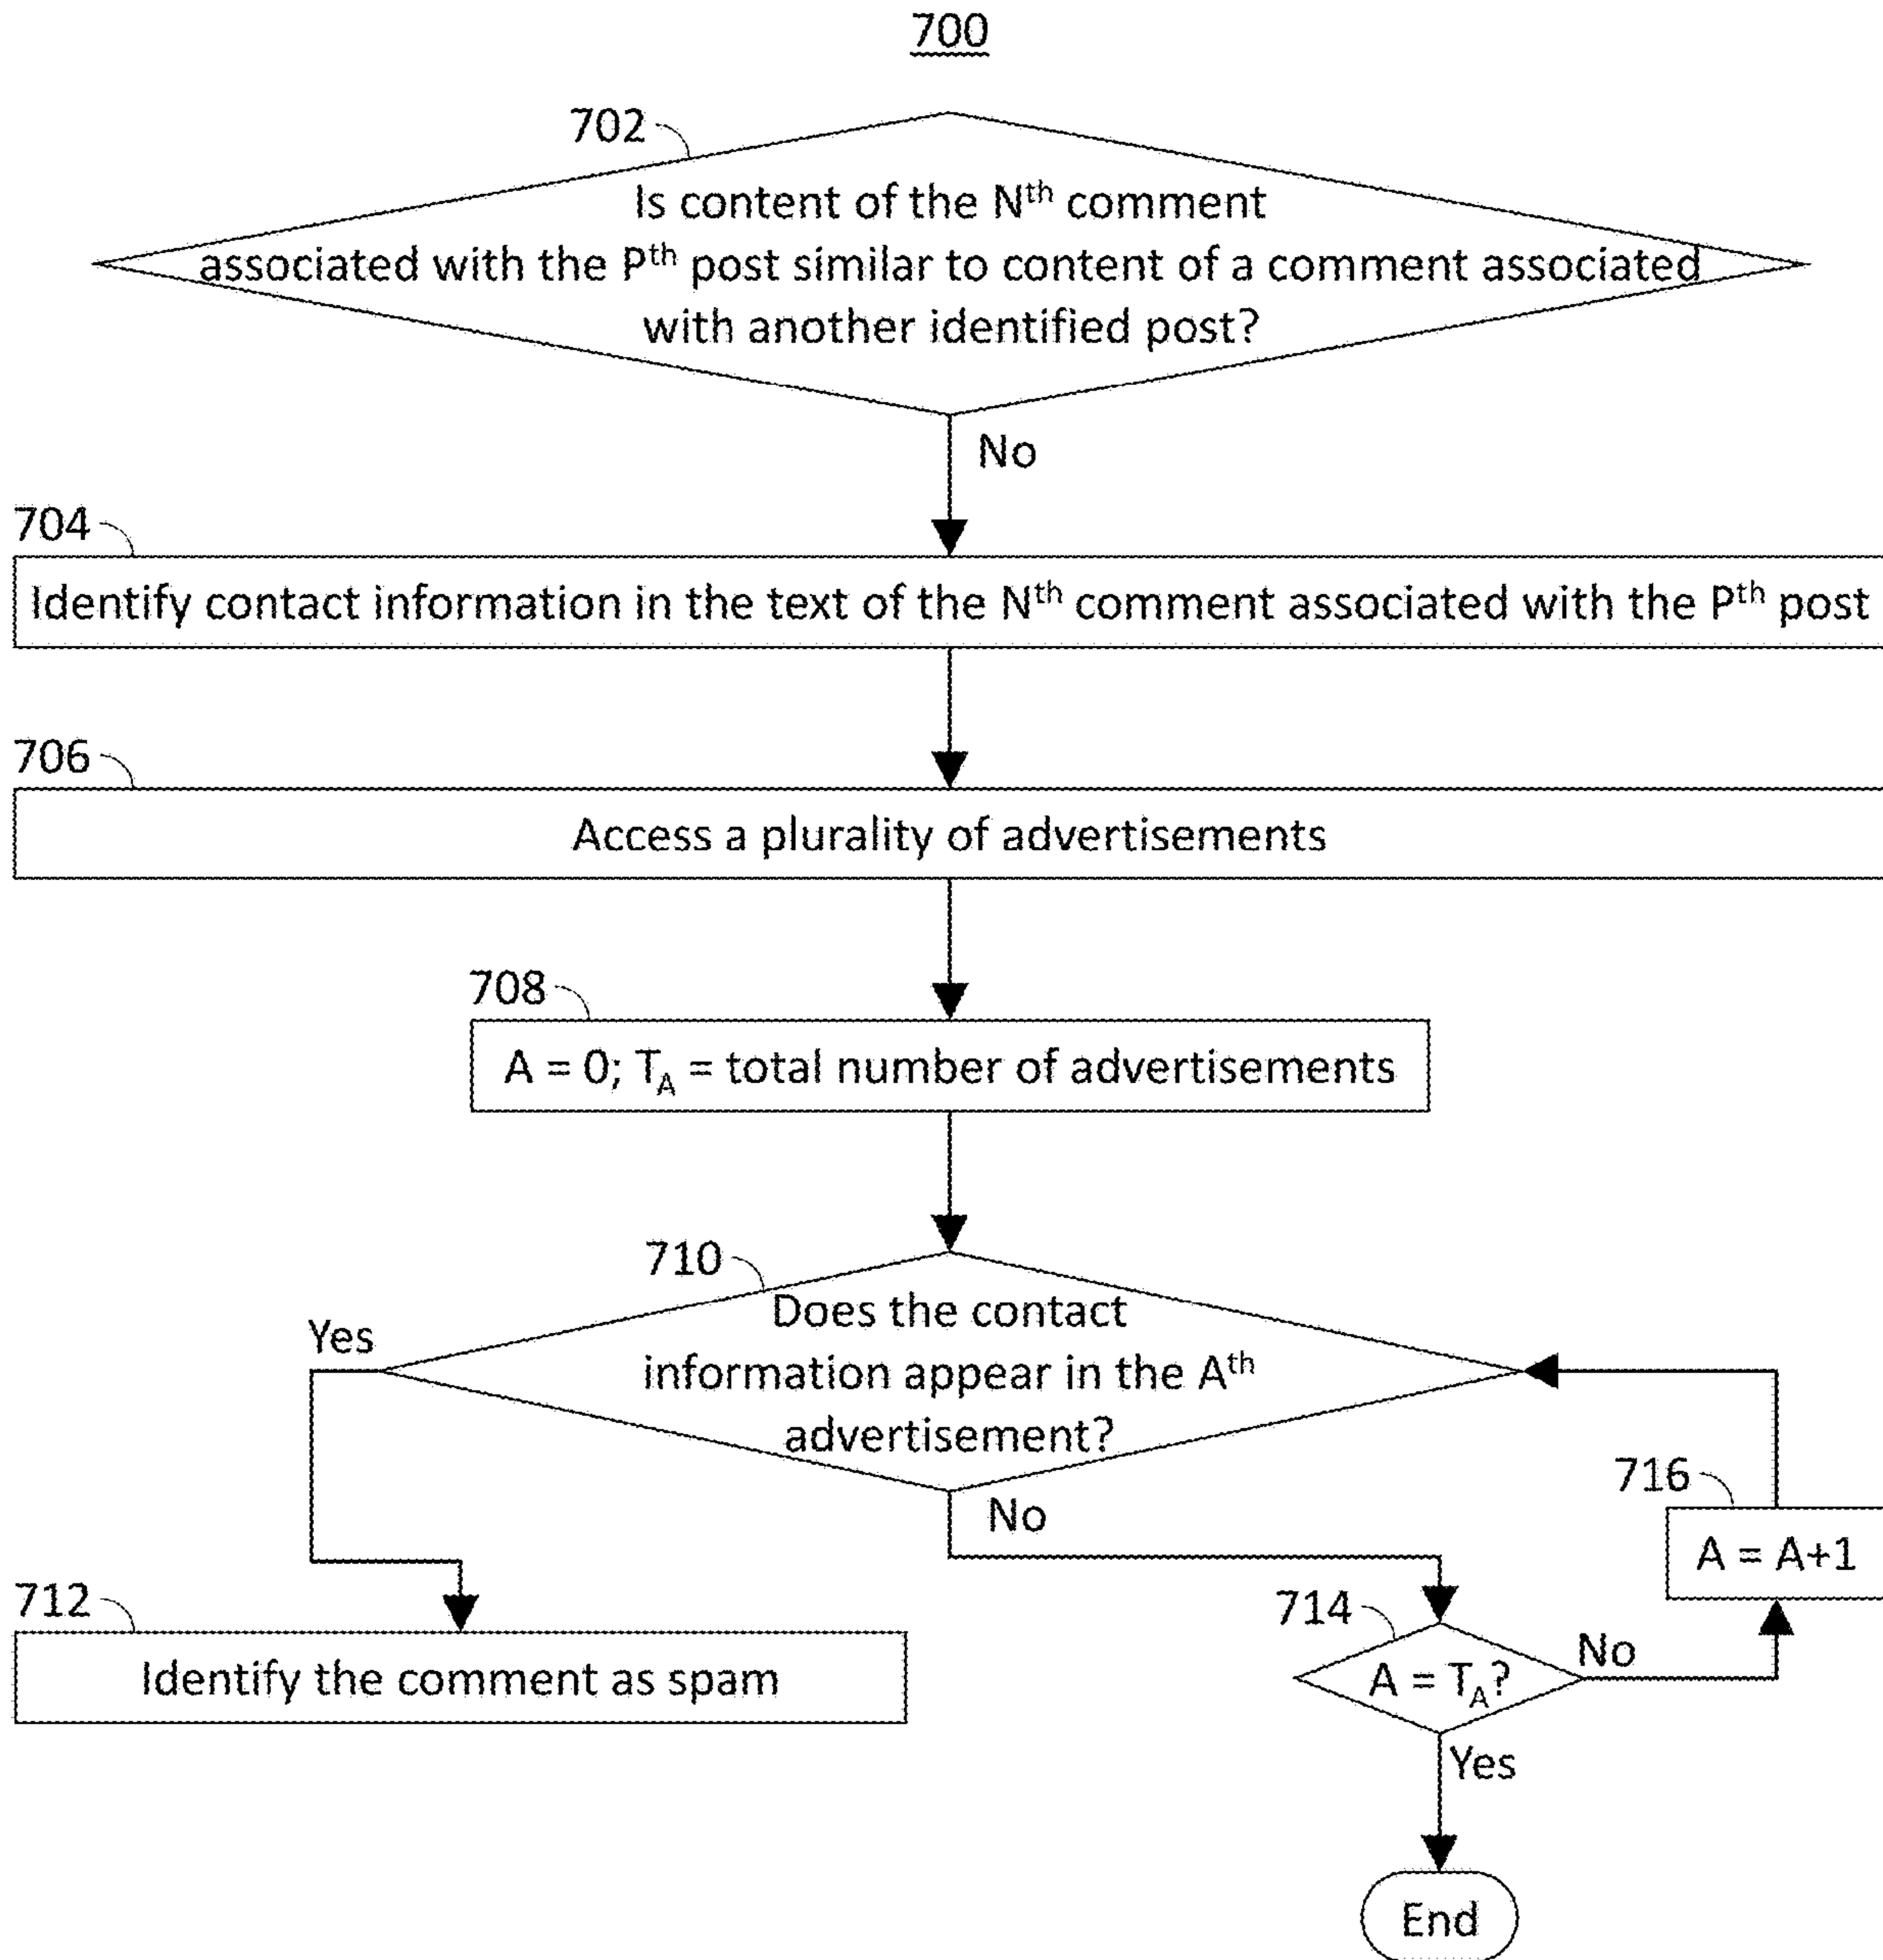 700
702
Is content of the Nth comment
associated with the Pth post similar to content of a comment associated
with another identified post?
No
704
Identify contact information in the text of the Nth comment associated with the Pth post
706
Access a plurality of advertisements
708
A = 0; TA = total number of advertisements
710
Does the contact
information appear in the Ath
advertisement?
Yes
No
716
A = A+1
712
Identify the comment as spam
714
A = TA?
No
Yes
End